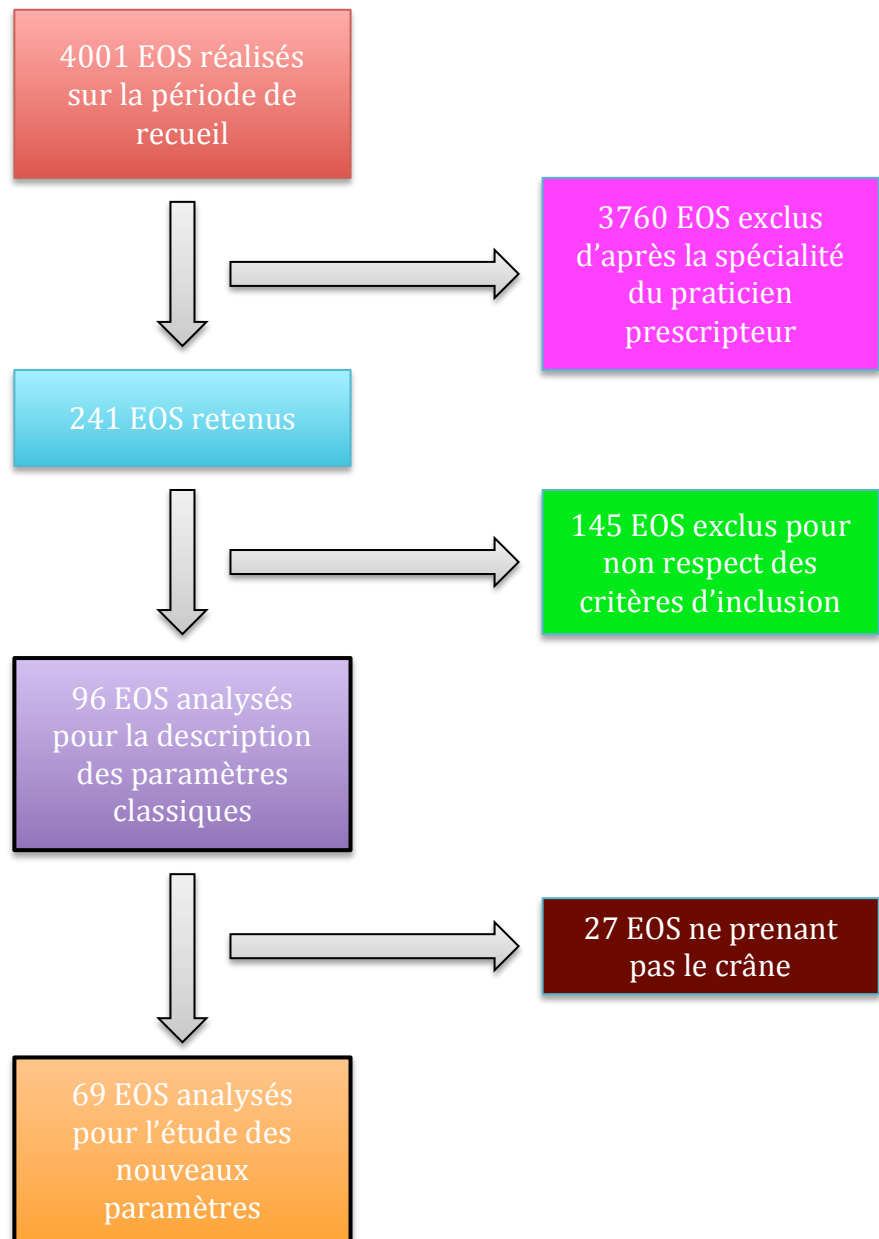 4001 EOS réalisés
sur la période de
recueil
3760 EOS exclus
d’après la spécialité
du praticien
prescripteur
241 EOS retenus
145 EOS exclus pour
non respect des
critères d’inclusion
96 EOS analysés
pour la description
des paramètres
classiques
27 EOS ne prenant
pas le crâne
69 EOS analysés
pour l’étude des
nouveaux
paramètres